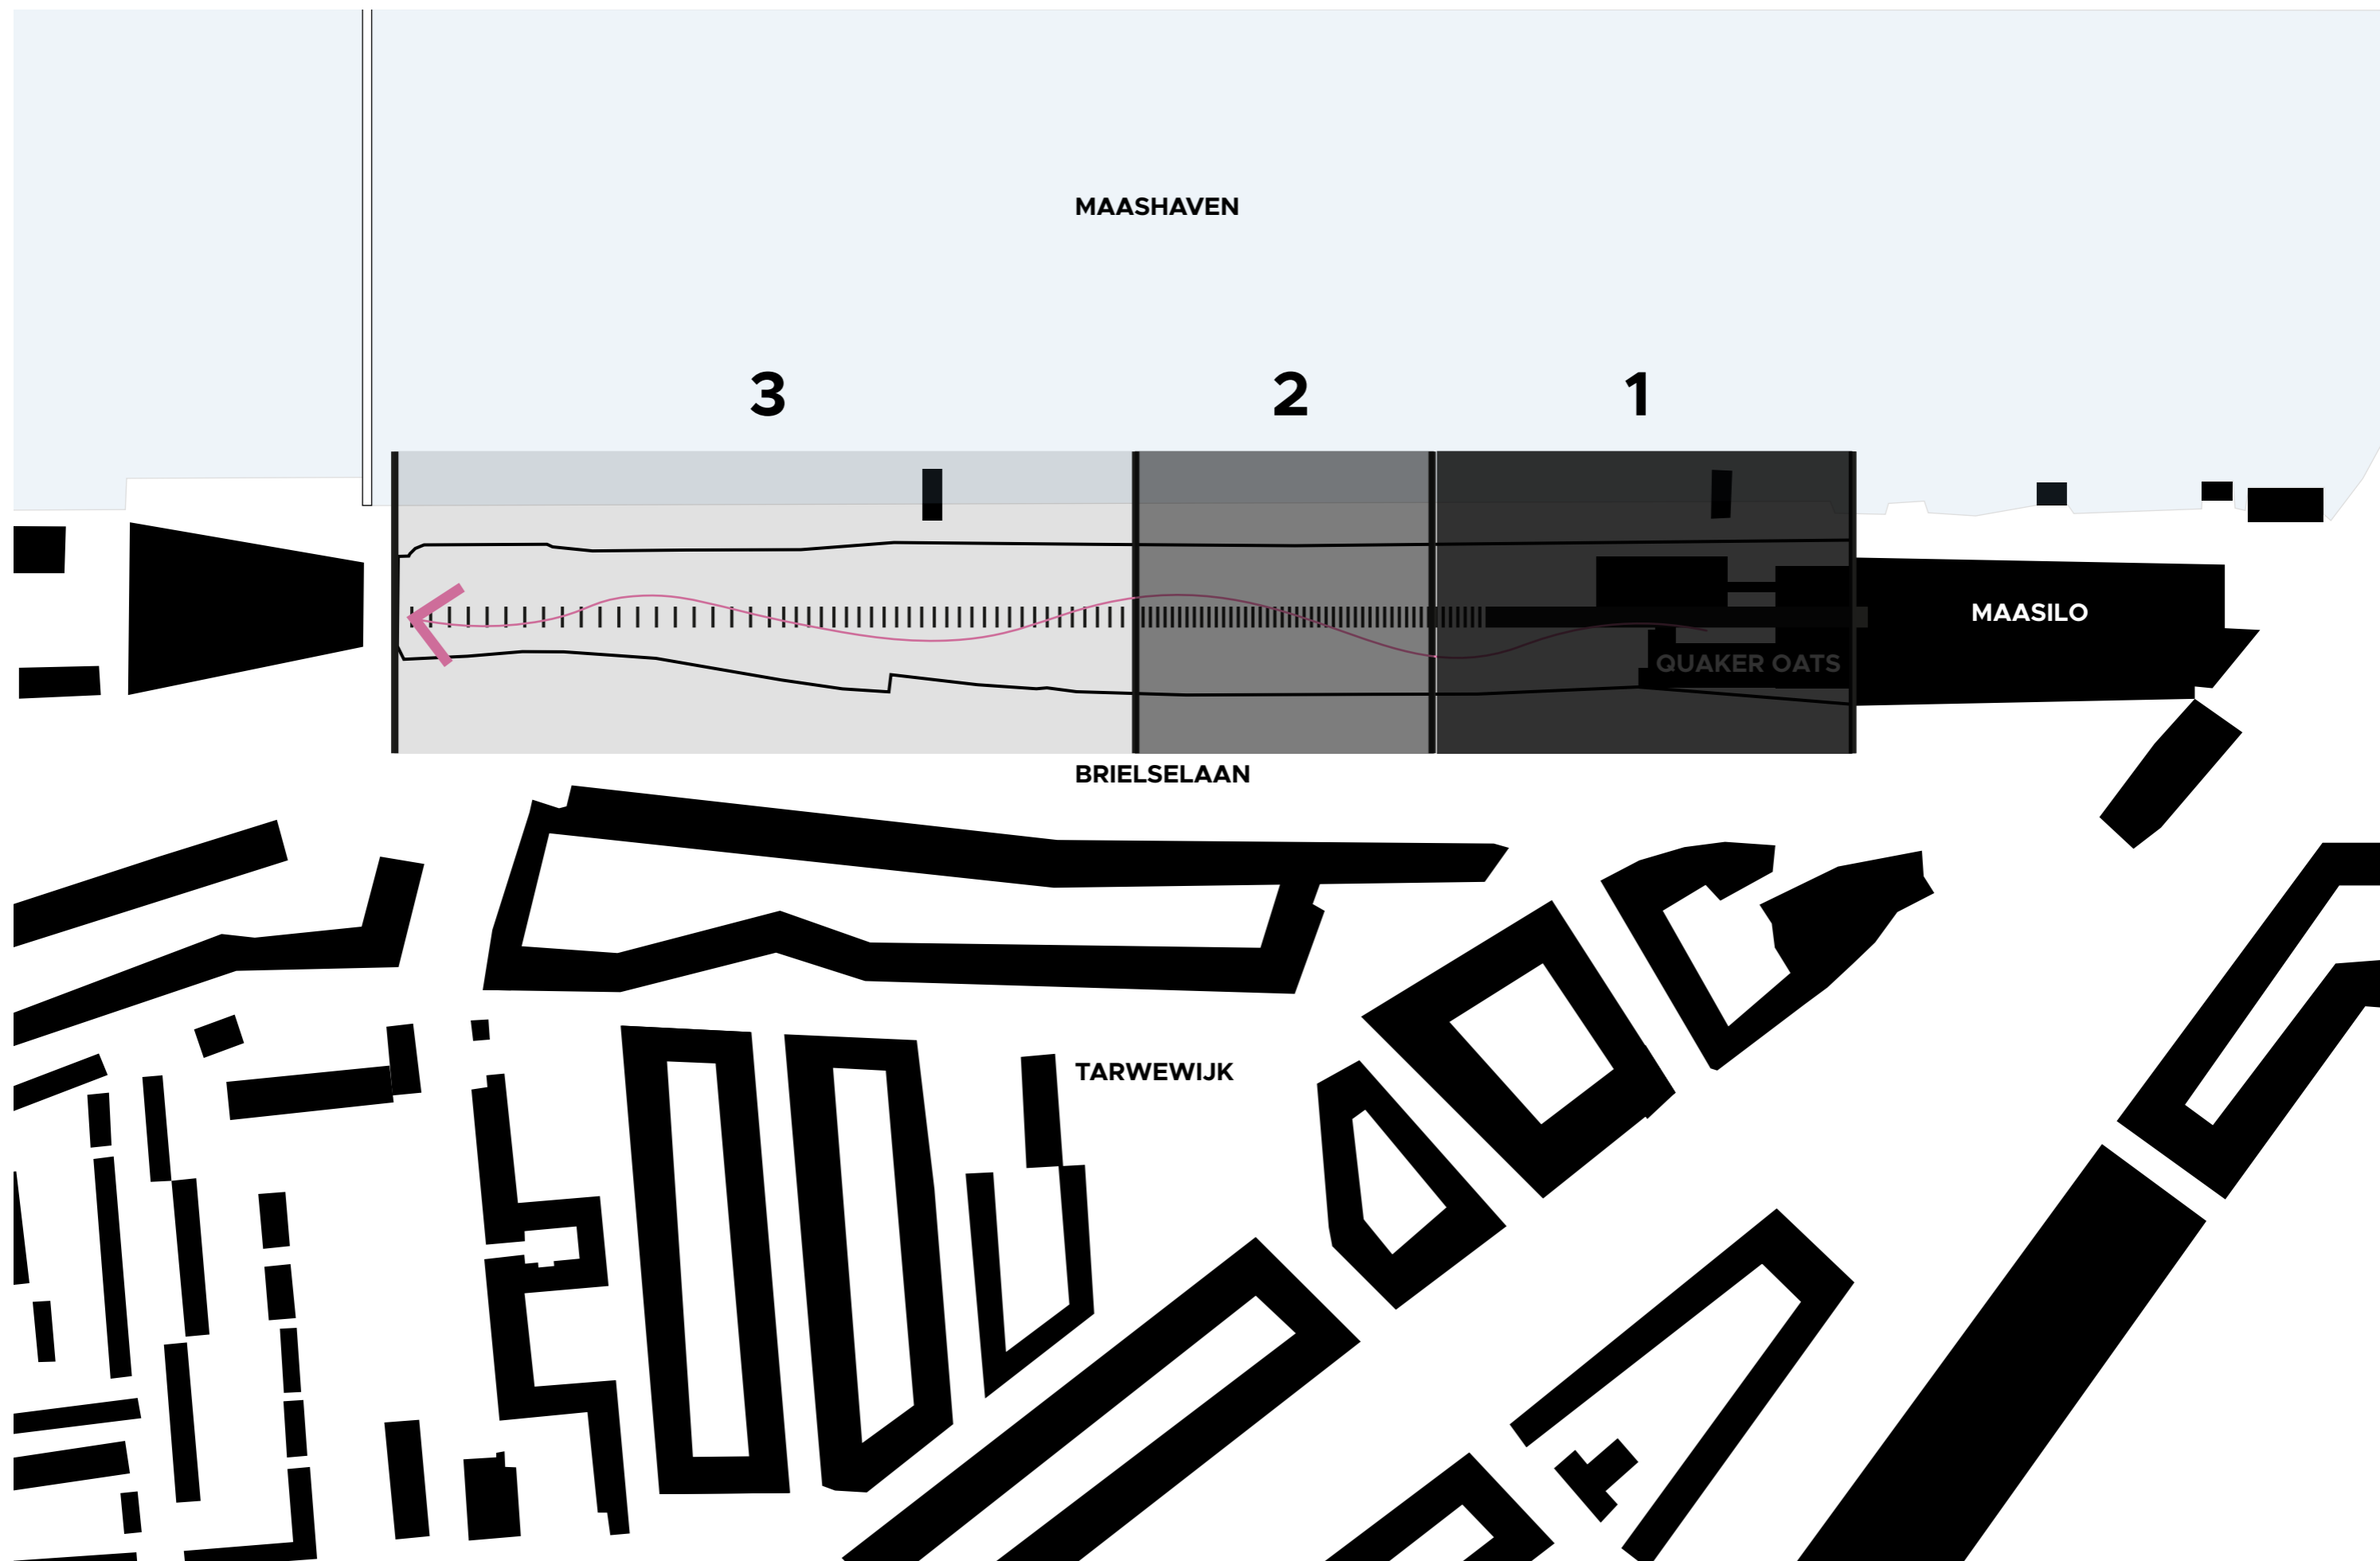 MAASHAVEN
3 2 1
MAASILO
QUAKER OATS
BRIELSELAAN
TARWEWIJK